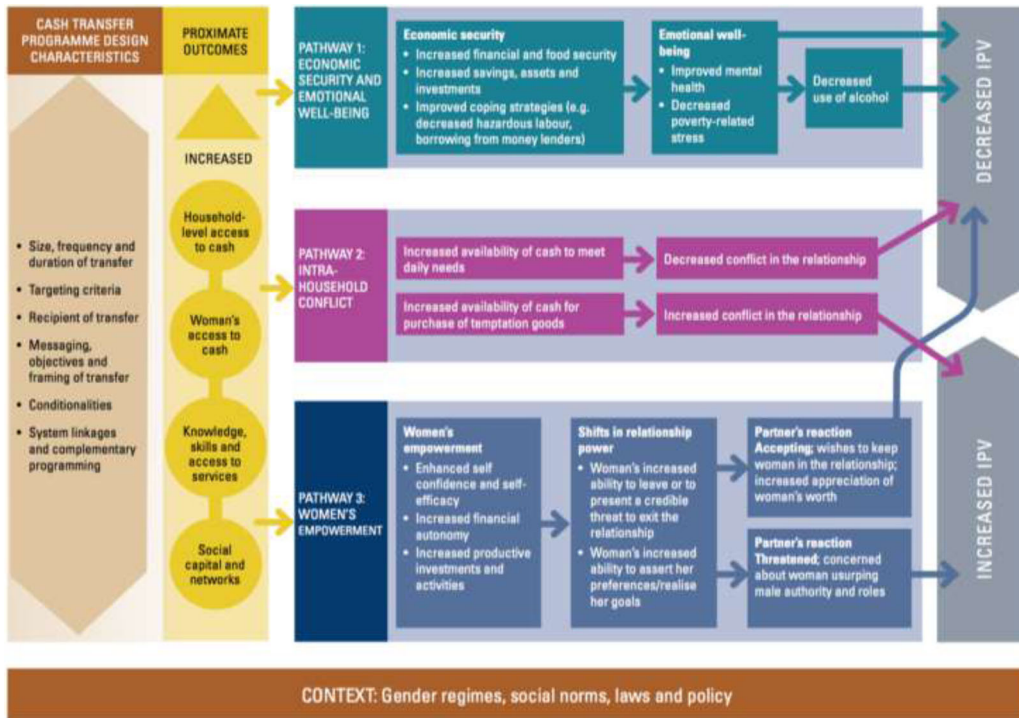 CASH TRANSFER
PROGRAMME DESIGN
CHARACTERISTICS
• Size, frequency and
duration of transfer
• Targeting criteria
• Recipient of transfer
• Messaging,
objectives and
framing of transfer
• Conditionalities
• System linkages
and complementary
programming
PROXIMATE
OUTCOMES
INCREASED
Household-
level access
to cash
Woman's
access to
cash
Knowledge,
skills and
access to
services
Social
capital and
networks
PATHWAY 1:
ECONOMIC
SECURITY AND
EMOTIONAL
WELL-BEING
Economic security
• Increased financial and food security
• Increased savings, assets and
investments
• Improved coping strategies (e.g.
decreased hazardous labour,
borrowing from money lenders)
Emotional well-
being
• Improved mental
health
• Decreased
poverty-related
stress
Decreased
use of alcohol
PATHWAY 2:
INTRA-
HOUSEHOLD
CONFLICT
Increased availability of cash to meet
daily needs
Decreased conflict in the relationship
Increased availability of cash for
purchase of temptation goods
Increased conflict in the relationship
PATHWAY 3:
WOMEN'S
EMPOWERMENT
Women's
empowerment
• Enhanced self
confidence and self-
efficacy
• Increased financial
autonomy
• Increased productive
investments and
activities
Shifts in relationship
power
• Woman's increased
ability to leave or to
present a credible
threat to exit the
relationship
• Woman's increased
ability to assert her
preferences/realise
her goals
Partner's reaction
Accepting; wishes to keep
woman in the relationship;
increased appreciation of
woman's worth
Partner's reaction
Threatened; concerned
about woman usurping
male authority and roles
DECREASED IPV
INCREASED IPV
CONTEXT: Gender regimes, social norms, laws and policy